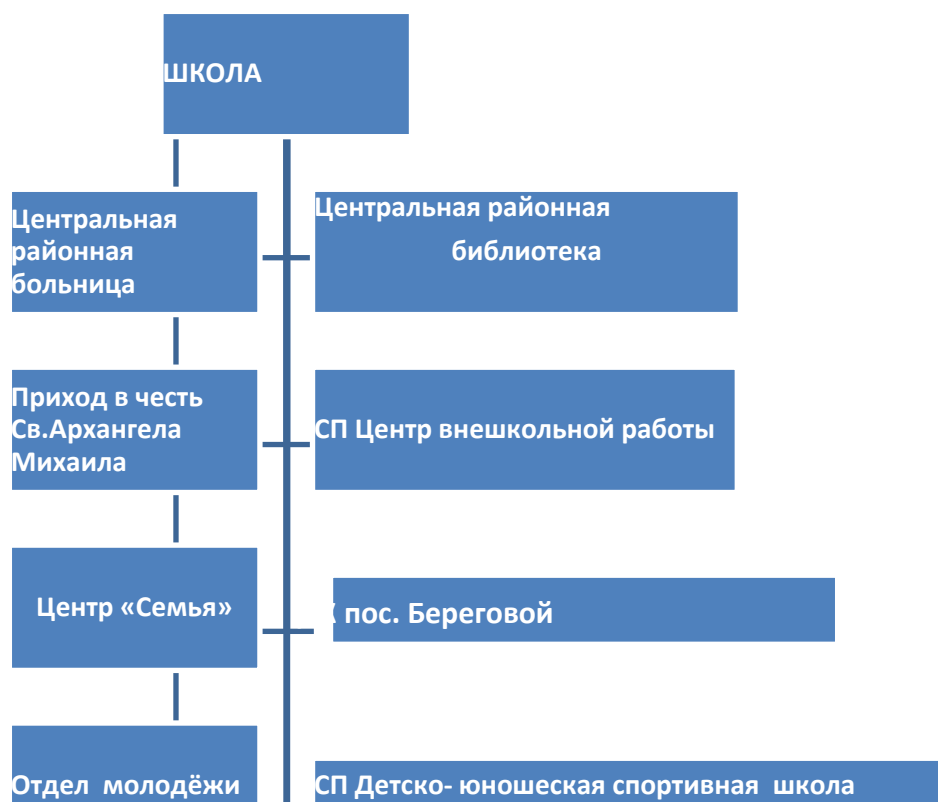 ШКОЛА
Центральная
районная
больница
Центральная районная
библиотека
Приход в честь
Св.Архангела
Михаила
СП Центр внешкольной работы
Центр «Семья»
пос. Береговой
Отдел молодёжи
СП Детско- юношеская спортивная школа